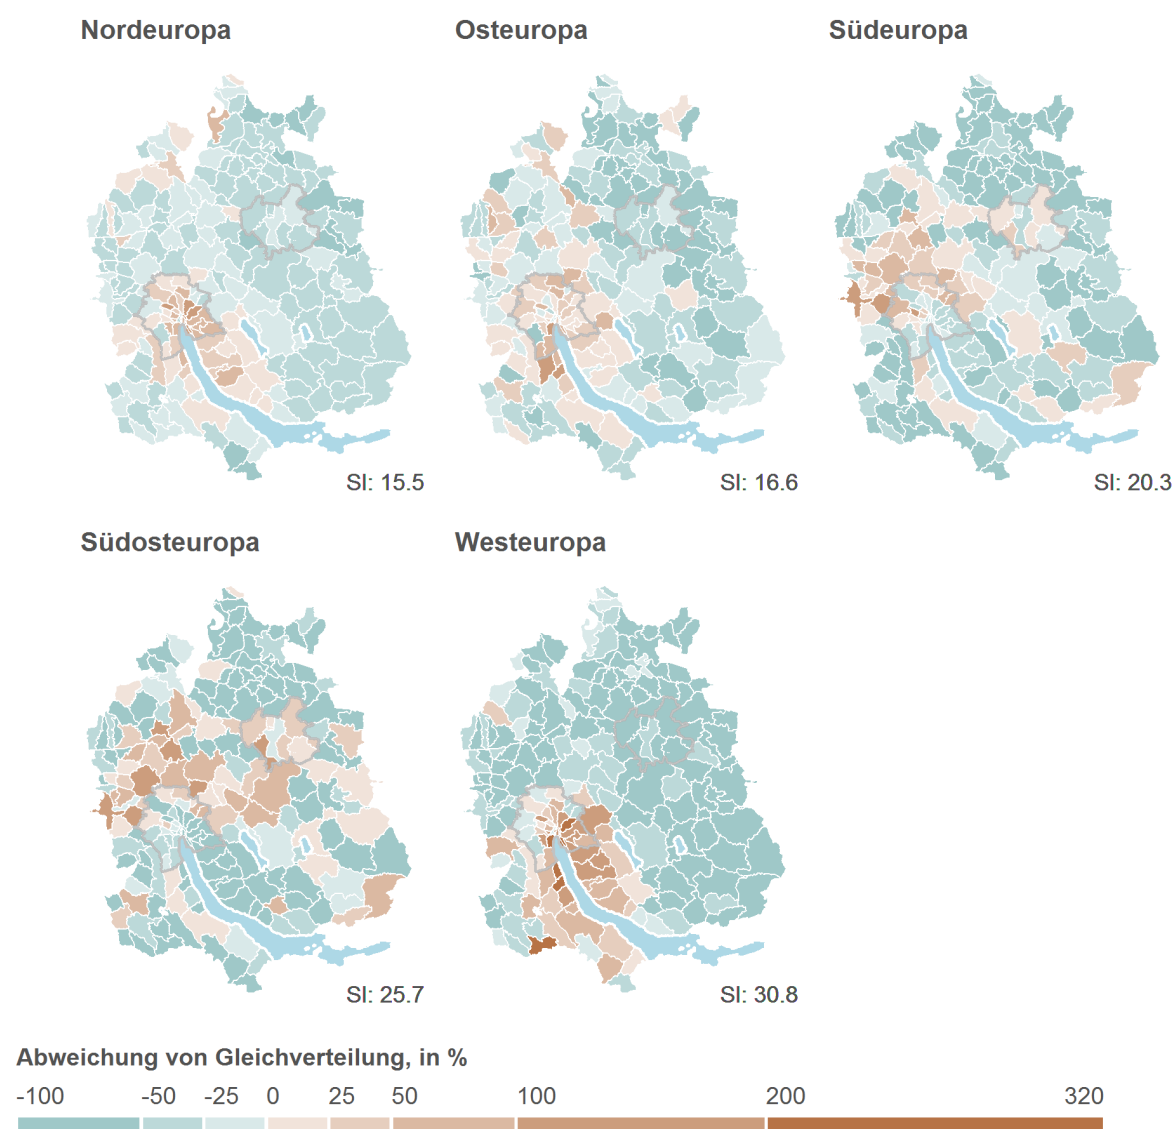 Nordeuropa
Osteuropa
Südeuropa
SI: 15.5
SI: 16.6
SI: 20.3
Südosteuropa
Westeuropa
SI: 25.7
SI: 30.8
Abweichung von Gleichverteilung, in %
-100 -50 -25 0 25 50 100 200 320